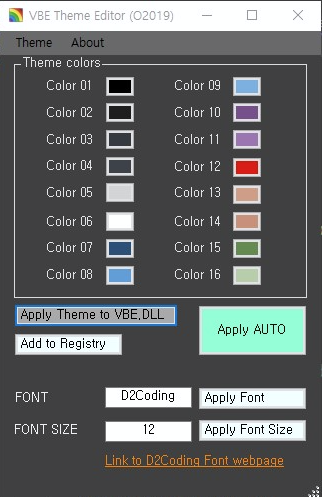 VBE Theme Editor (O2019)
Theme About
Theme colors
Color 01 Color 09
Color 02 Color 10
Color 03 Color 11
Color 04 Color 12
Color 05 Color 13
Color 06 Color 14
Color 07 Color 15
Color 08 Color 16
Apply Theme to VBE,DLL
Apply AUTO
Add to Registry
FONT D2Coding Apply Font
FONT SIZE 12 Apply Font Size
Link to D2Coding Font webpage